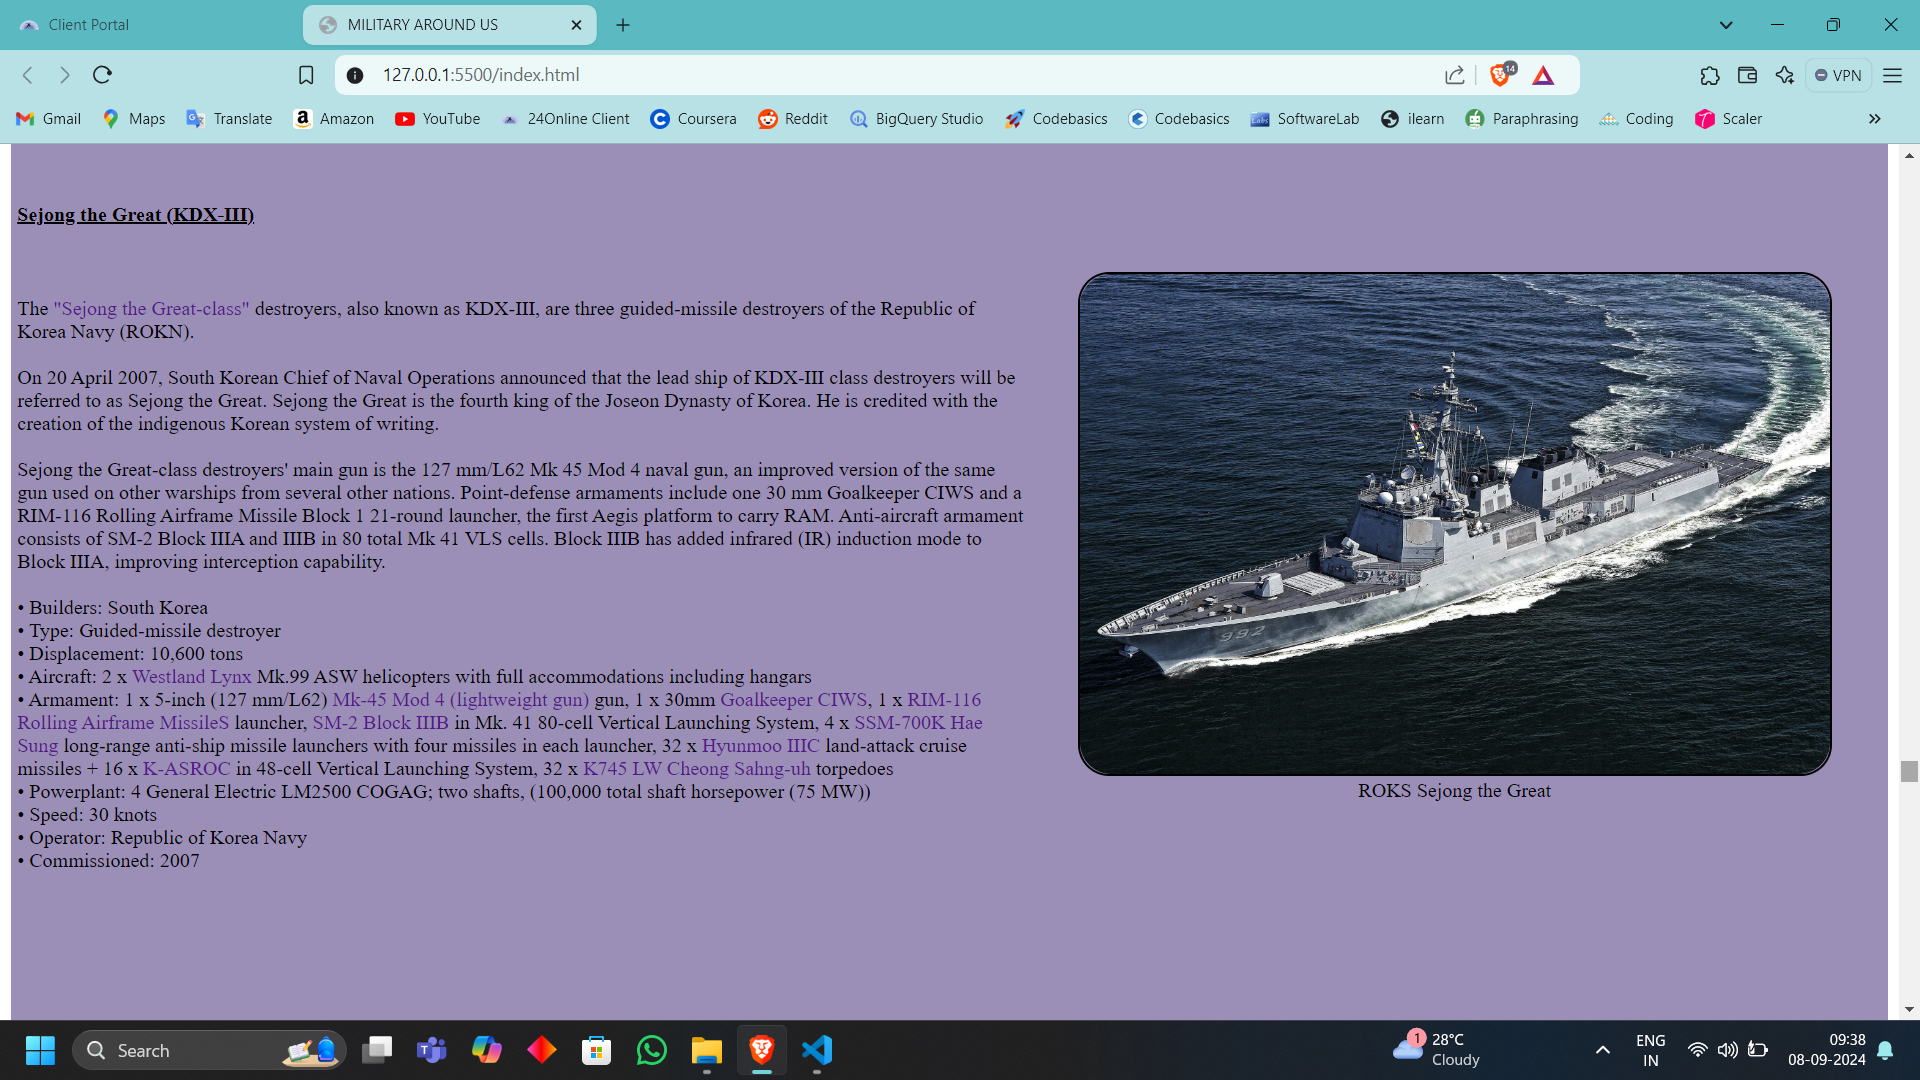 Client Portal
MILITARY AROUND US
127.0.0.1:5500/index.html
14
VPN
Gmail
Maps
Translate
Amazon
YouTube
24Online Client
Coursera
Reddit
BigQuery Studio
Codebasics
Codebasics
SoftwareLab
ilearn
Paraphrasing
Coding
Scaler
Sejong the Great (KDX-III)
The "Sejong the Great-class" destroyers, also known as KDX-III, are three guided-missile destroyers of the Republic of
Korea Navy (ROKN).
On 20 April 2007, South Korean Chief of Naval Operations announced that the lead ship of KDX-III class destroyers will be
referred to as Sejong the Great. Sejong the Great is the fourth king of the Joseon Dynasty of Korea. He is credited with the
creation of the indigenous Korean system of writing.
Sejong the Great-class destroyers' main gun is the 127 mm/L62 Mk 45 Mod 4 naval gun, an improved version of the same
gun used on other warships from several other nations. Point-defense armaments include one 30 mm Goalkeeper CIWS and a
RIM-116 Rolling Airframe Missile Block 1 21-round launcher, the first Aegis platform to carry RAM. Anti-aircraft armament
consists of SM-2 Block IIIA and IIIB in 80 total Mk 41 VLS cells. Block IIIB has added infrared (IR) induction mode to
Block IIIA, improving interception capability.
• Builders: South Korea
• Type: Guided-missile destroyer
• Displacement: 10,600 tons
• Aircraft: 2 x Westland Lynx Mk.99 ASW helicopters with full accommodations including hangars
• Armament: 1 x 5-inch (127 mm/L62) Mk-45 Mod 4 (lightweight gun) gun, 1 x 30mm Goalkeeper CIWS, 1 x RIM-116
Rolling Airframe MissileS launcher, SM-2 Block IIIB in Mk. 41 80-cell Vertical Launching System, 4 x SSM-700K Hae
Sung long-range anti-ship missile launchers with four missiles in each launcher, 32 x Hyunmoo IIIC land-attack cruise
missiles + 16 x K-ASROC in 48-cell Vertical Launching System, 32 x K745 LW Cheong Sahng-uh torpedoes
• Powerplant: 4 General Electric LM2500 COGAG; two shafts, (100,000 total shaft horsepower (75 MW))
• Speed: 30 knots
• Operator: Republic of Korea Navy
• Commissioned: 2007
992
ROKS Sejong the Great
Search
1
28°C
Cloudy
ENG
IN
09:38
08-09-2024